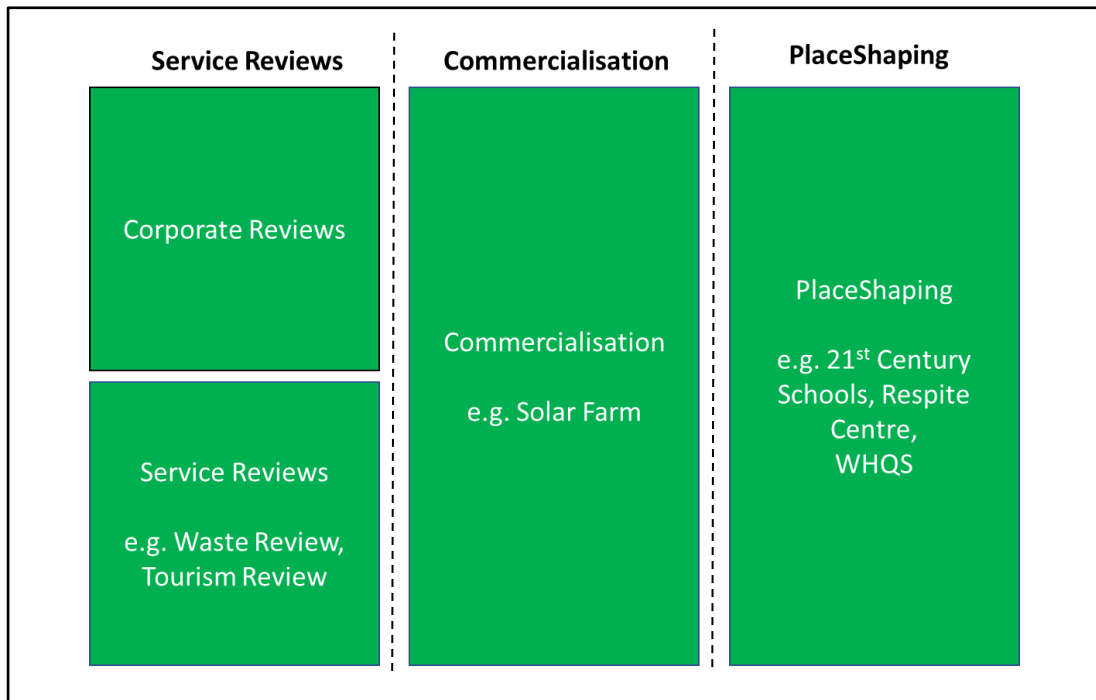 Service Reviews
Corporate Reviews
Service Reviews
e.g. Waste Review,
Tourism Review
Commercialisation
Commercialisation
e.g. Solar Farm
PlaceShaping
PlaceShaping
e.g. 21st Century
Schools, Respite
Centre,
WHQS